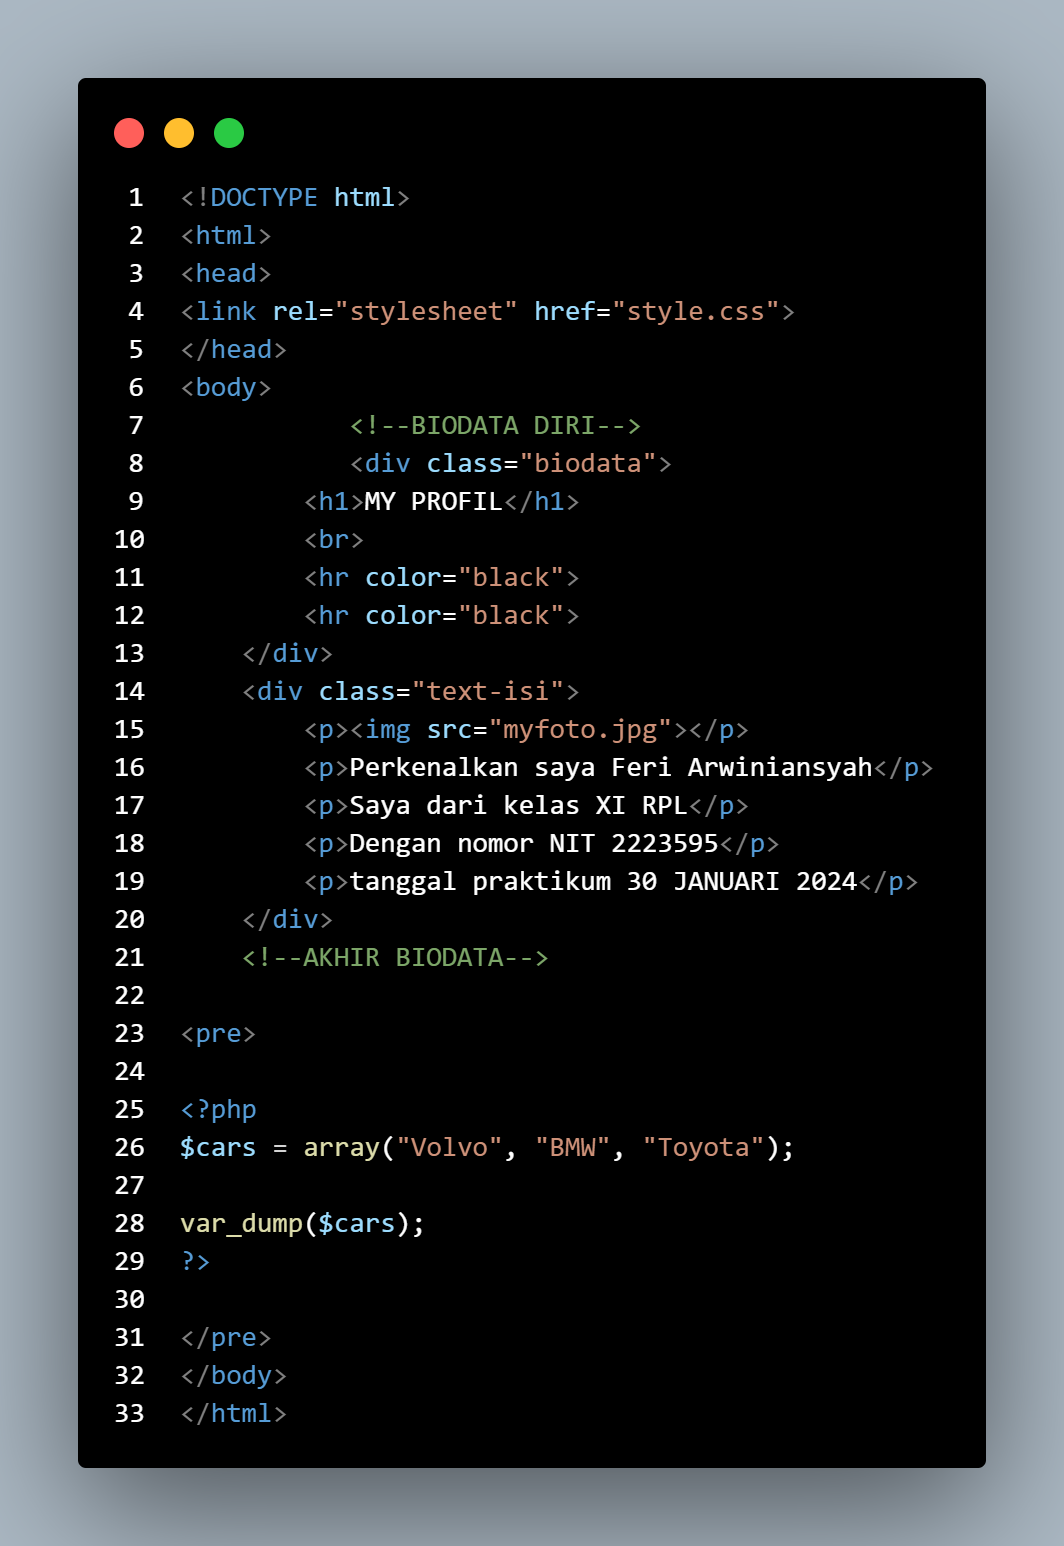 1 <!DOCTYPE html>
2 <html>
3 <head>
4 <link rel="stylesheet" href="style.css">
5 </head>
6 <body>
7            <!--BIODATA DIRI-->
8            <div class="biodata">
9         <h1>MY PROFIL</h1>
10         <br>
11         <hr color="black">
12         <hr color="black">
13     </div>
14     <div class="text-isi">
15         <p><img src="myfoto.jpg"></p>
16         <p>Perkenalkan saya Feri Arwiniansyah</p>
17         <p>Saya dari kelas XI RPL</p>
18         <p>Dengan nomor NIT 2223595</p>
19         <p>tanggal praktikum 30 JANUARI 2024</p>
20     </div>
21     <!--AKHIR BIODATA-->
22
23 <pre>
24
25 <?php
26 $cars = array("Volvo", "BMW", "Toyota");
27
28 var_dump($cars);
29 ?>
30
31 </pre>
32 </body>
33 </html>